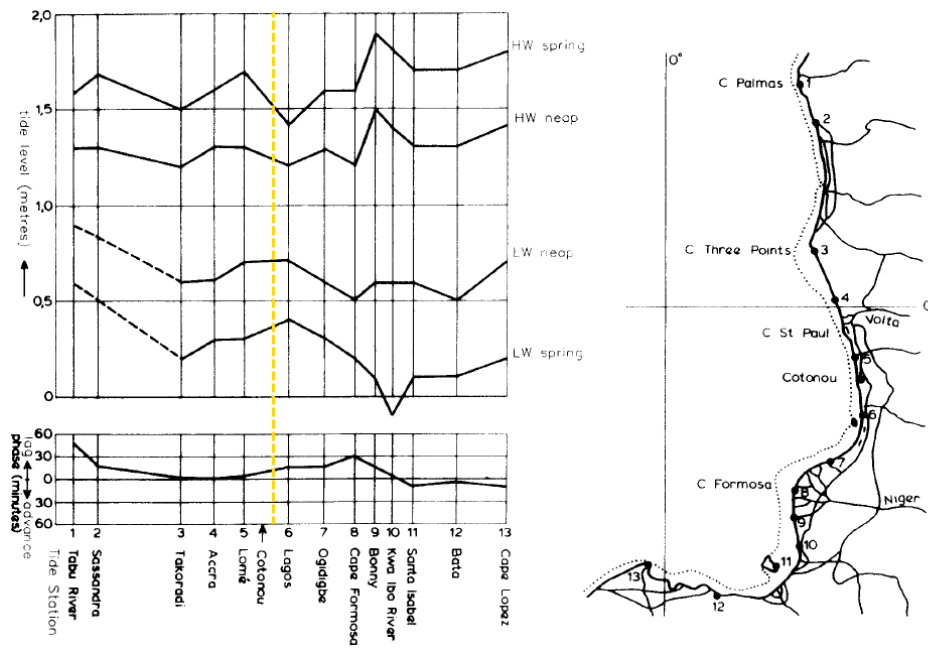 2,0
1,5
1,0
0,5
0
tide level (metres)
HW spring
HW neap
LW neap
LW spring
60
30
0
30
60
lag
advance
phase (minutes)
Tide Station
1 Tabu River
2 Sassandra
3 Takoradi
4 Accra
5 Lomé
Cotonou
6 Lagos
7 Ogidigbe
8 Cape Formosa
9 Bonny
10 Kwa Ibo River
11 Santa Isabel
12 Bata
13 Cape Lopez
0°
C Palmas
1
2
C Three Points
3
4
0
Volta
C St Paul
5
Cotonou
6
7
C Formosa
8
Niger
9
10
11
13
12